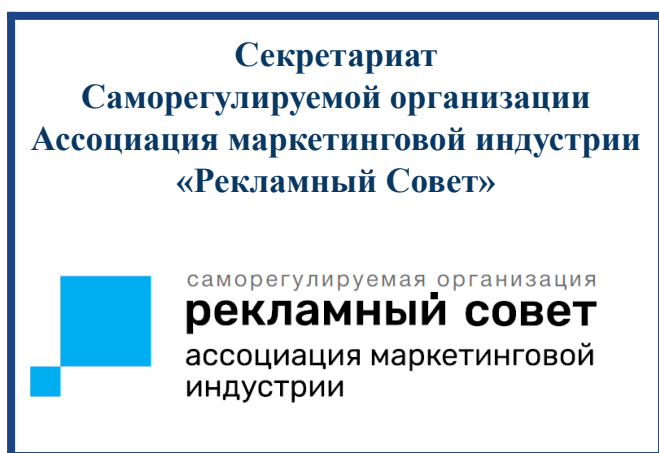 Секретариат
Саморегулируемой организации
Ассоциация маркетинговой индустрии
«Рекламный Совет»
саморегулируемая организация
рекламный совет
ассоциация маркетинговой
индустрии